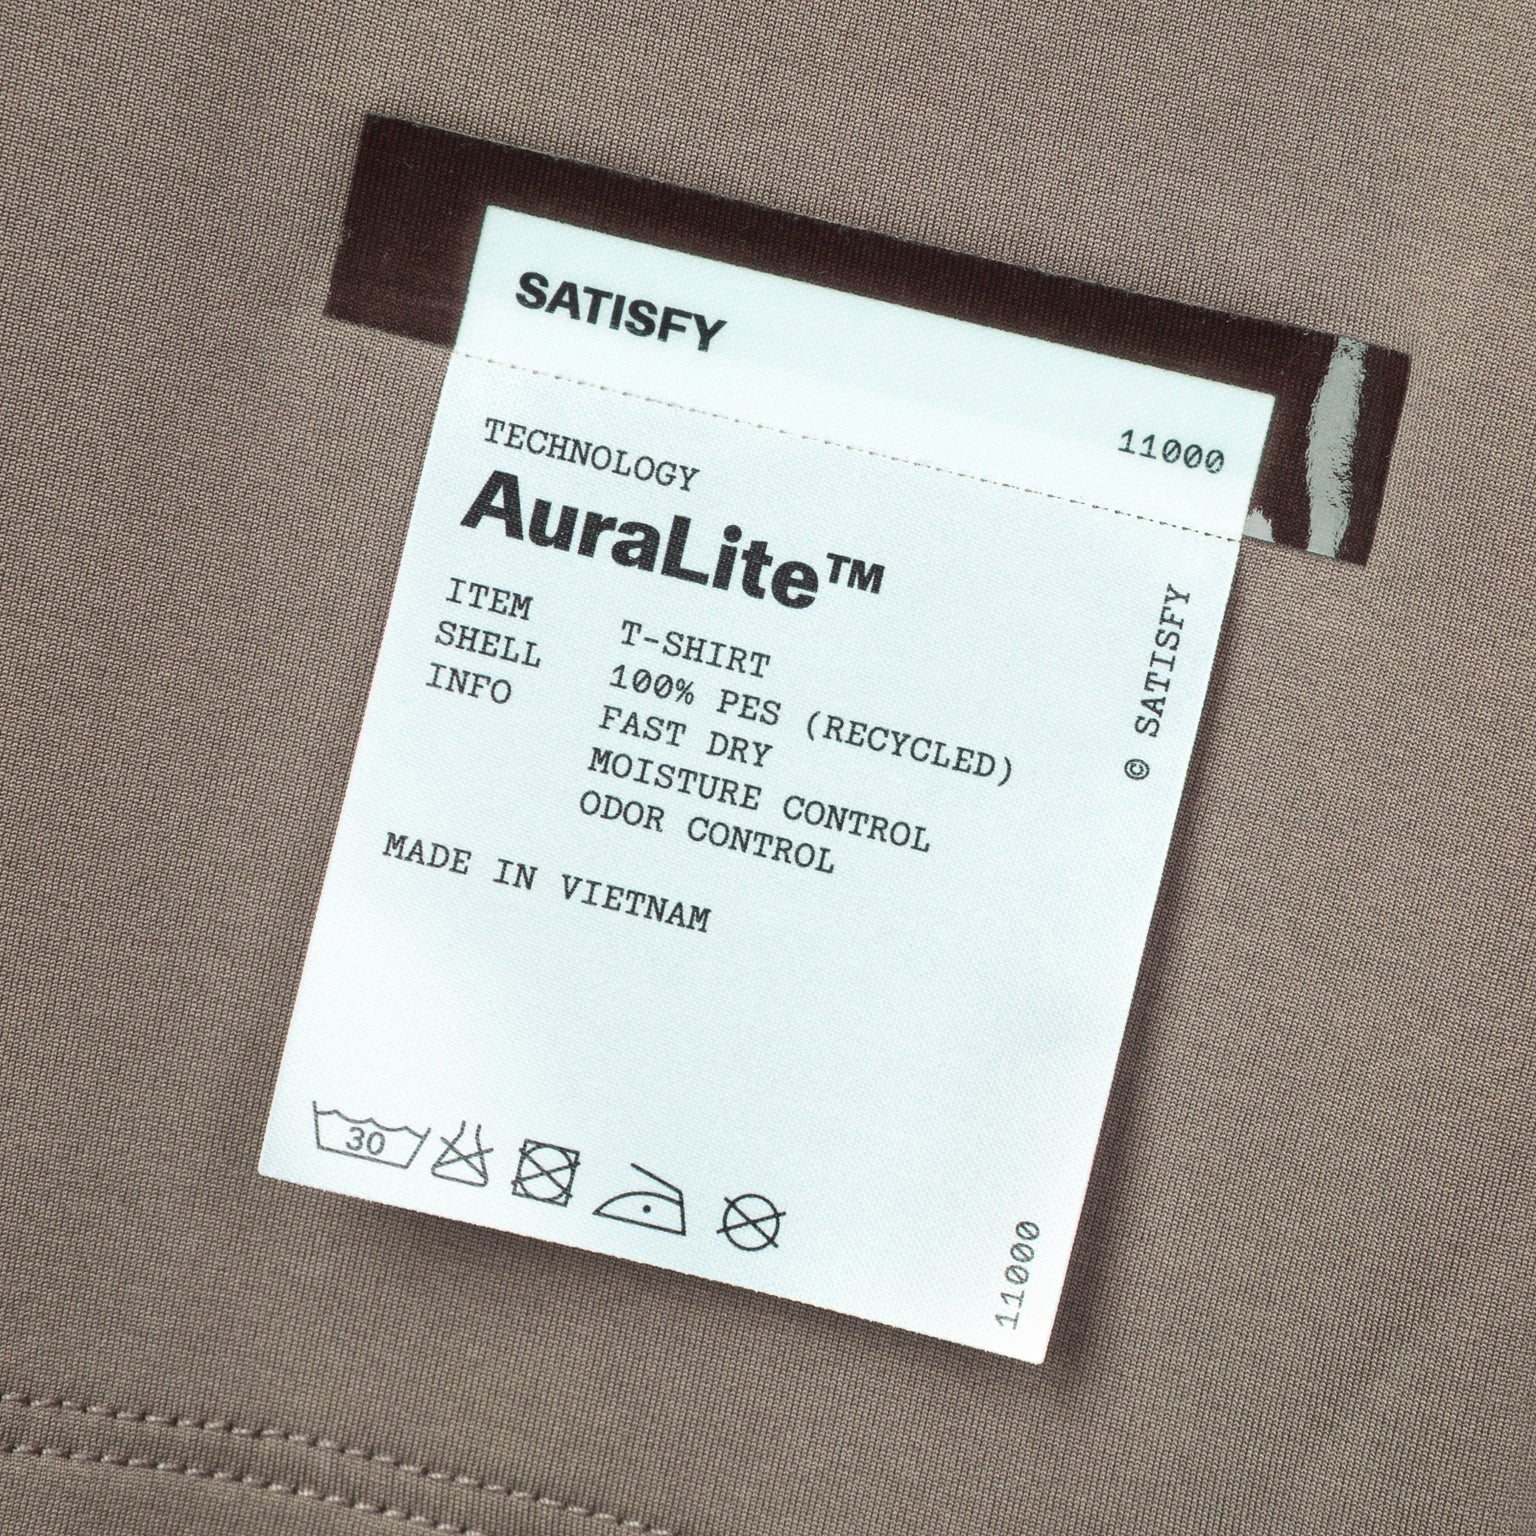 SATISFY
11000
TECHNOLOGY
AuraLite™
ITEM T-SHIRT
SHELL 100% PES (RECYCLED)
INFO FAST DRY
MOISTURE CONTROL
ODOR CONTROL
MADE IN VIETNAM
© SATISFY
30
11000